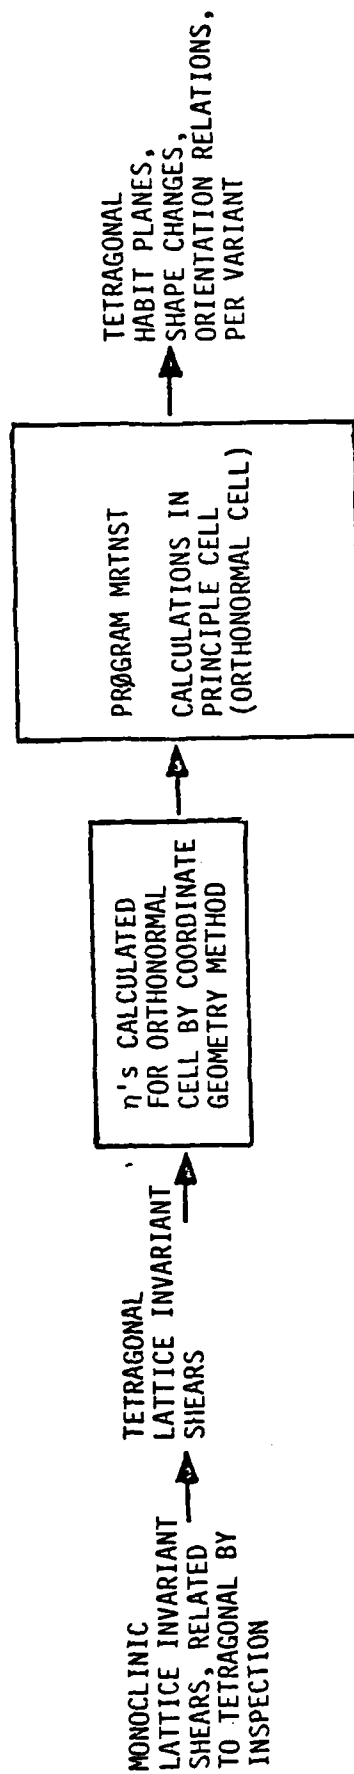 MONOCLINIC
LATTICE INVARIANT
SHEARS, RELATED
TO TETRAGONAL BY
INSPECTION
TETRAGONAL
LATTICE INVARIANT
SHEARS
η's CALCULATED
FOR ORTHONORMAL
CELL BY COORDINATE
GEOMETRY METHOD
PRØGRAM MRTNST
CALCULATIONS IN
PRINCIPLE CELL
(ORTHONORMAL CELL)
TETRAGONAL
HABIT PLANES,
SHAPE CHANGES,
ORIENTATION RELATIONS,
PER VARIANT